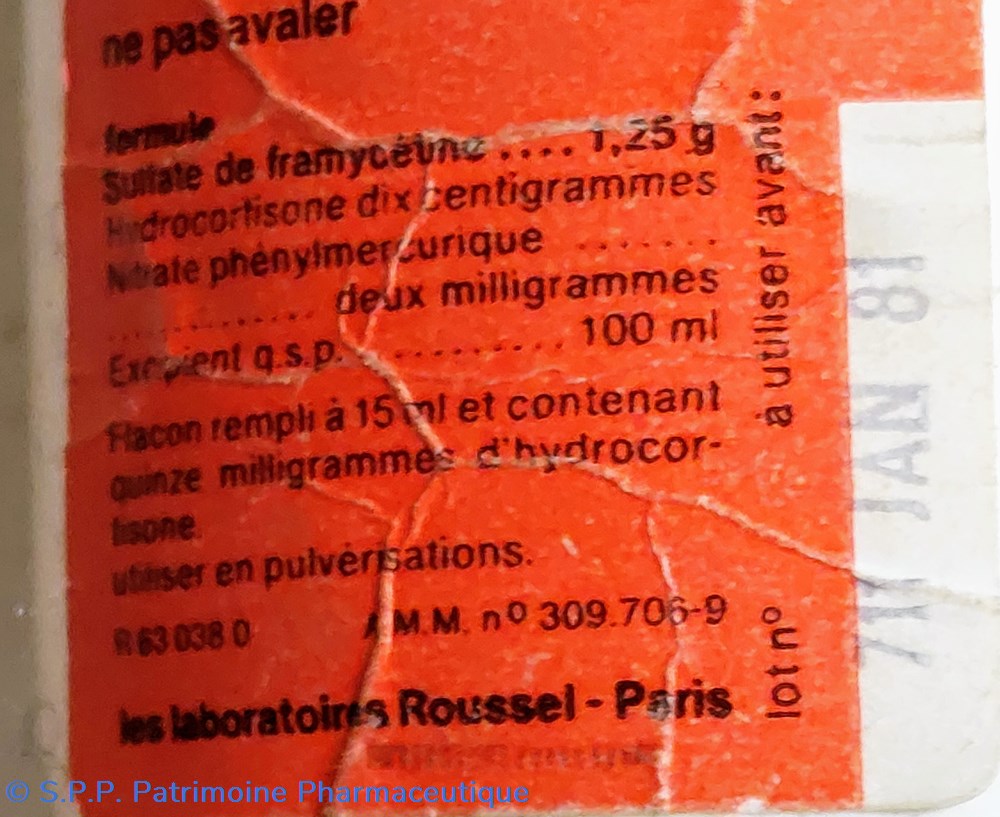 ne pas avaler
formule
Sulfate de framycétine .... 1,25 g
Hydrocortisone dix centigrammes
Nitrate phénylmercurique ........
............ deux milligrammes
Excipient q.s.p. .......... 100 ml
Flacon rempli à 15 ml et contenant
quinze milligrammes d'hydrocor-
tisone.
utiliser en pulvérisations.
R 63 038 0 A.M.M. nº 309.706-9
les laboratoires Roussel - Paris
à utiliser avant :
JAN 81
lot nº
© S.P.P. Patrimoine Pharmaceutique